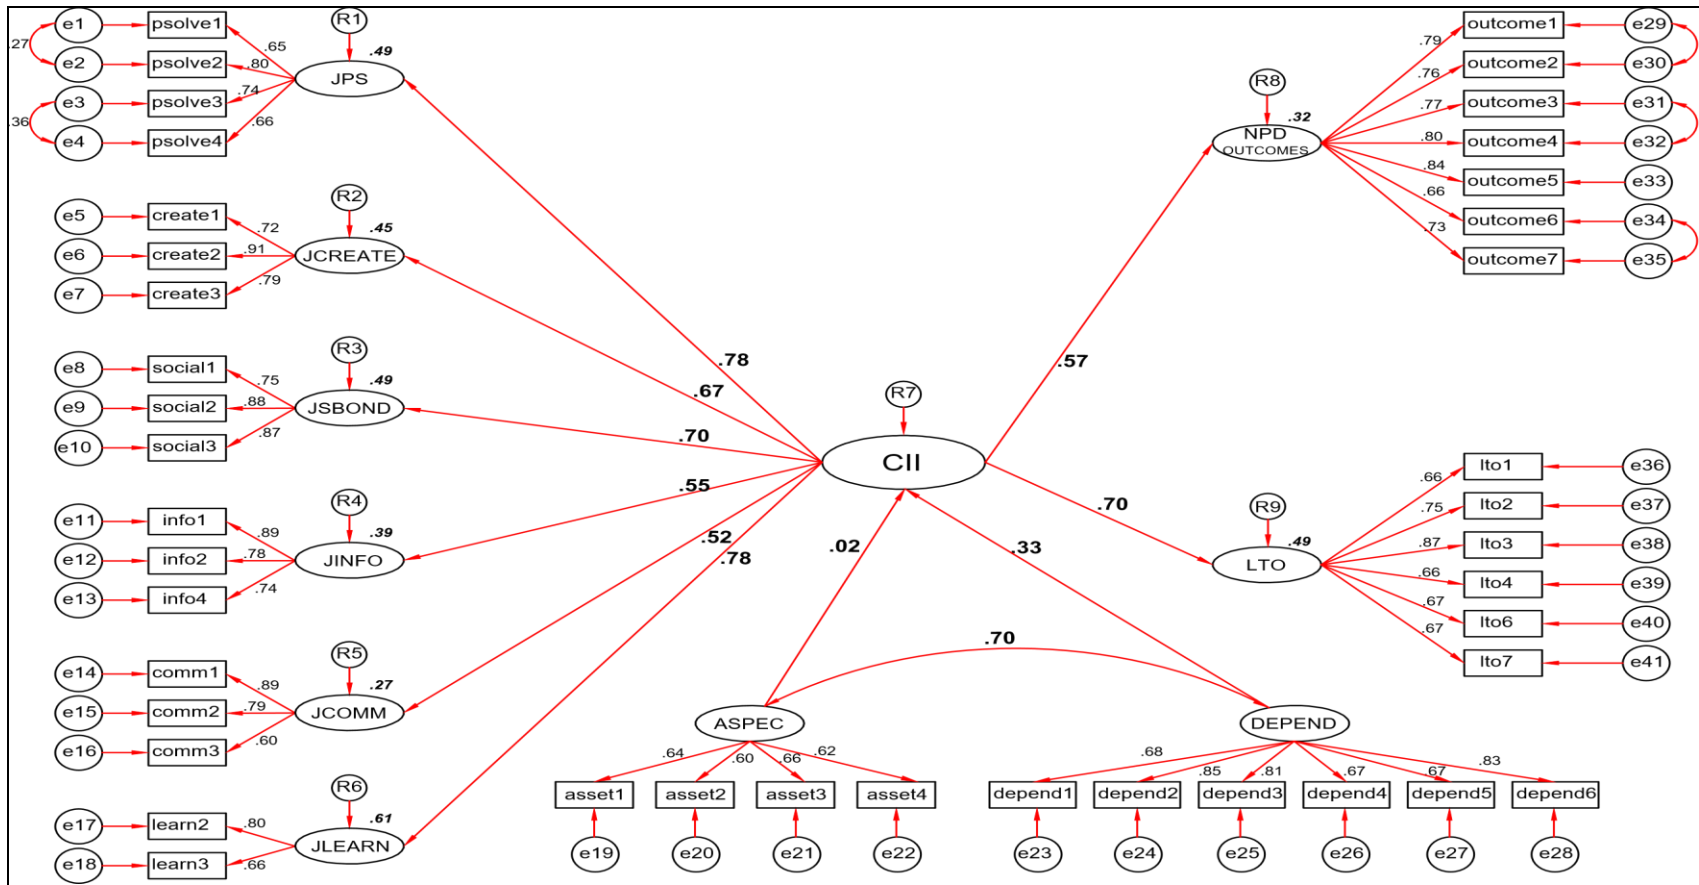 e1 psolve1 .65 R1 .49
.27
e2 psolve2 .80 JPS
e3 psolve3 .74
.36
e4 psolve4 .66
e5 create1 .72 R2 .45
e6 create2 .91 JCREATE
e7 create3 .79
e8 social1 .75 R3 .49
e9 social2 .88 JSBOND
e10 social3 .87
e11 info1 .89 R4 .39
e12 info2 .78 JINFO
e13 info4 .74
e14 comm1 .89 R5 .27
e15 comm2 .79 JCOMM
e16 comm3 .60
e17 learn2 .80 R6 .61
e18 learn3 .66 JLEARN
.78
.67
.70
.55
.52
.78
R7
CII
.57
.70
.02
.33
.70
R8 .32
NPD
OUTCOMES
.79 outcome1 e29
.76 outcome2 e30
.77 outcome3 e31
.80 outcome4 e32
.84 outcome5 e33
.66 outcome6 e34
.73 outcome7 e35
R9 .49
LTO
.66 lto1 e36
.75 lto2 e37
.87 lto3 e38
.66 lto4 e39
.67 lto6 e40
.67 lto7 e41
ASPEC
.64 .60 .66 .62
asset1 asset2 asset3 asset4
e19 e20 e21 e22
DEPEND
.68 .85 .81 .67 .67 .83
depend1 depend2 depend3 depend4 depend5 depend6
e23 e24 e25 e26 e27 e28